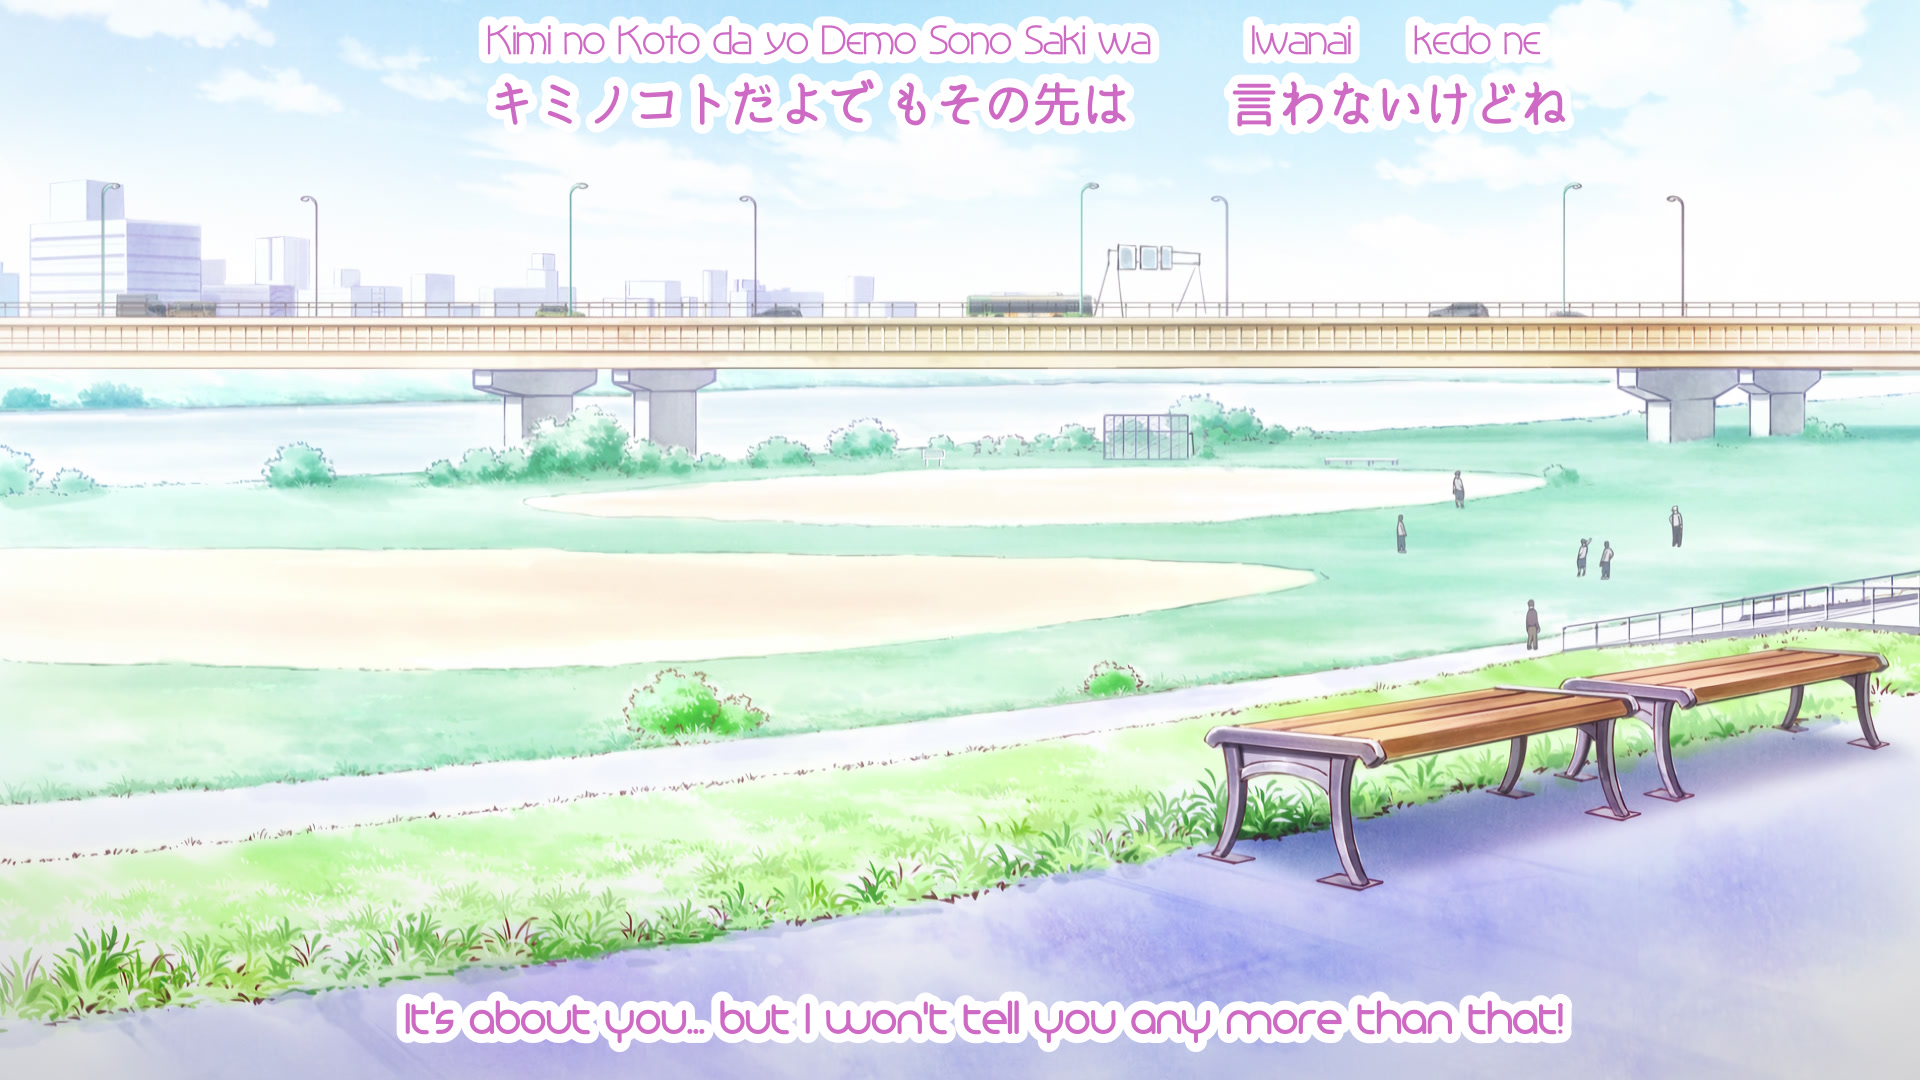 Kimi no Koto da yo Demo Sono Saki wa Iwanai kedo ne
キミノコトだよでもその先は 言わないけどね
It's about you... but I won't tell you any more than that!